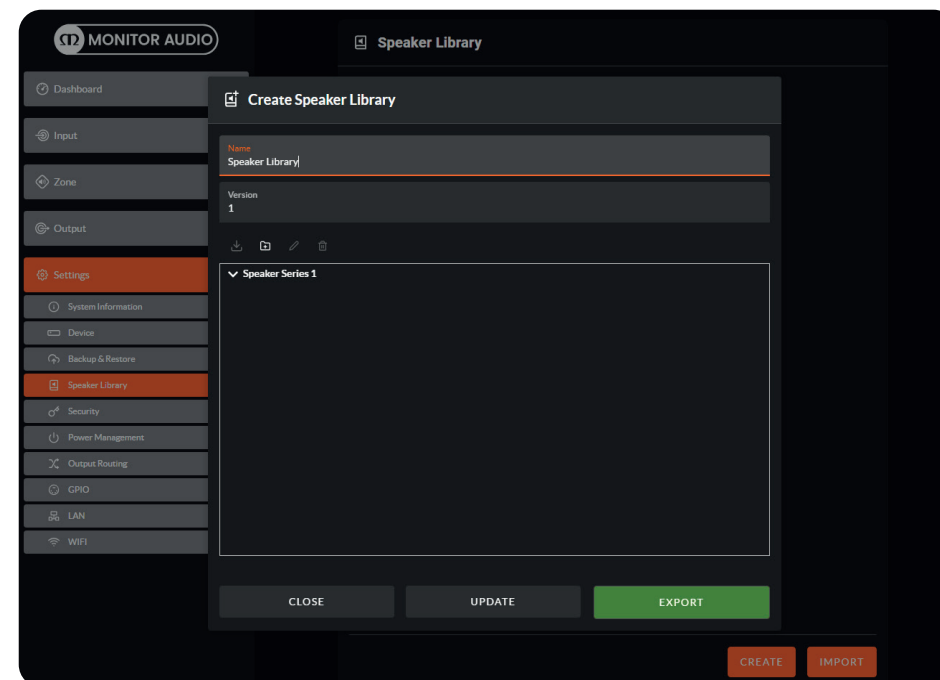 MONITOR AUDIO
Speaker Library
Dashboard
Input
Zone
Output
Settings
System Information
Device
Backup & Restore
Speaker Library
Security
Power Management
Output Routing
GPIO
LAN
WIFI
Create Speaker Library
Name
Speaker Library
Version
1
Speaker Series 1
CLOSE
UPDATE
EXPORT
CREATE
IMPORT